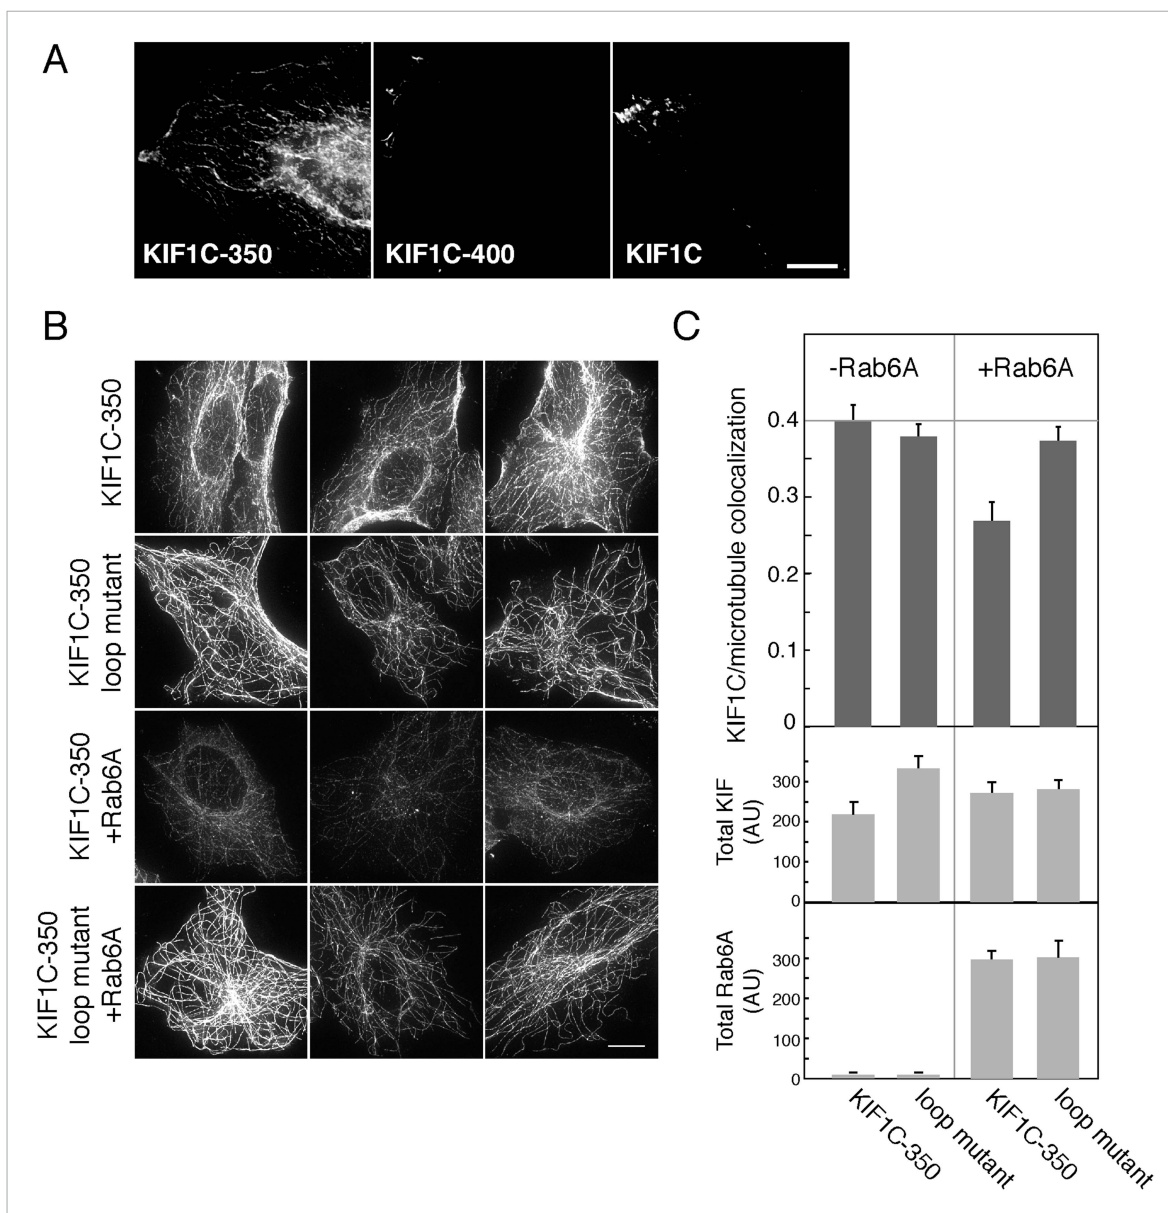 A
KIF1C-350
KIF1C-400
KIF1C
B
KIF1C-350
KIF1C-350
loop mutant
KIF1C-350
+Rab6A
KIF1C-350
loop mutant
+Rab6A
C
-Rab6A
+Rab6A
KIF1C/microtubule colocalization
0.4
0.3
0.2
0.1
0
Total KIF
(AU)
300
200
100
0
Total Rab6A
(AU)
300
200
100
0
KIF1C-350
loop mutant
KIF1C-350
loop mutant